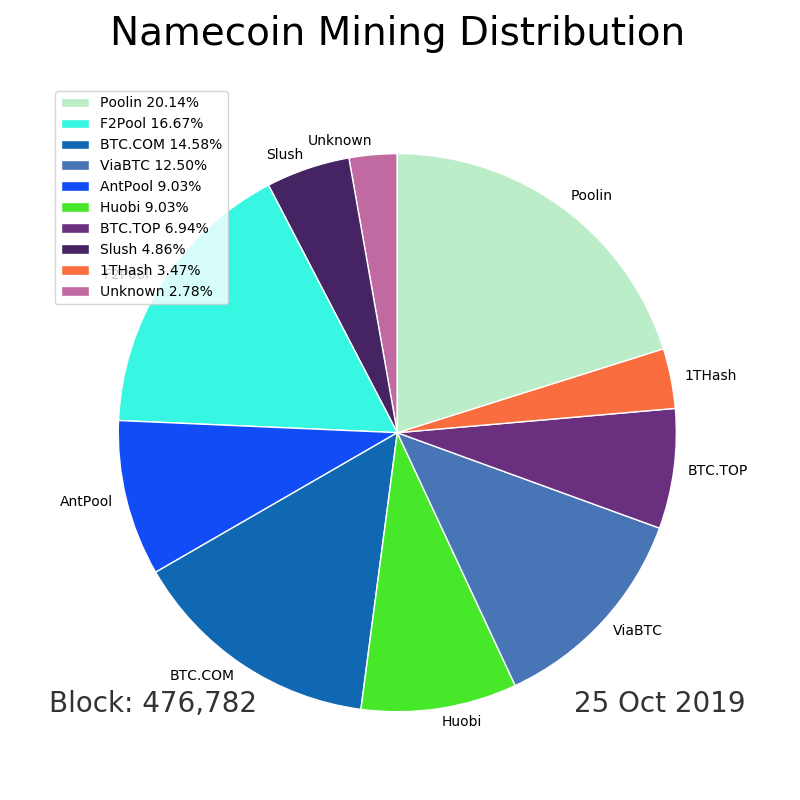 Namecoin Mining Distribution
Poolin 20.14%
F2Pool 16.67%
BTC.COM 14.58%
ViaBTC 12.50%
AntPool 9.03%
Huobi 9.03%
BTC.TOP 6.94%
Slush 4.86%
1THash 3.47%
Unknown 2.78%
Unknown
Slush
Poolin
F2Pool
1THash
BTC.TOP
AntPool
ViaBTC
BTC.COM
Huobi
Block: 476,782
25 Oct 2019